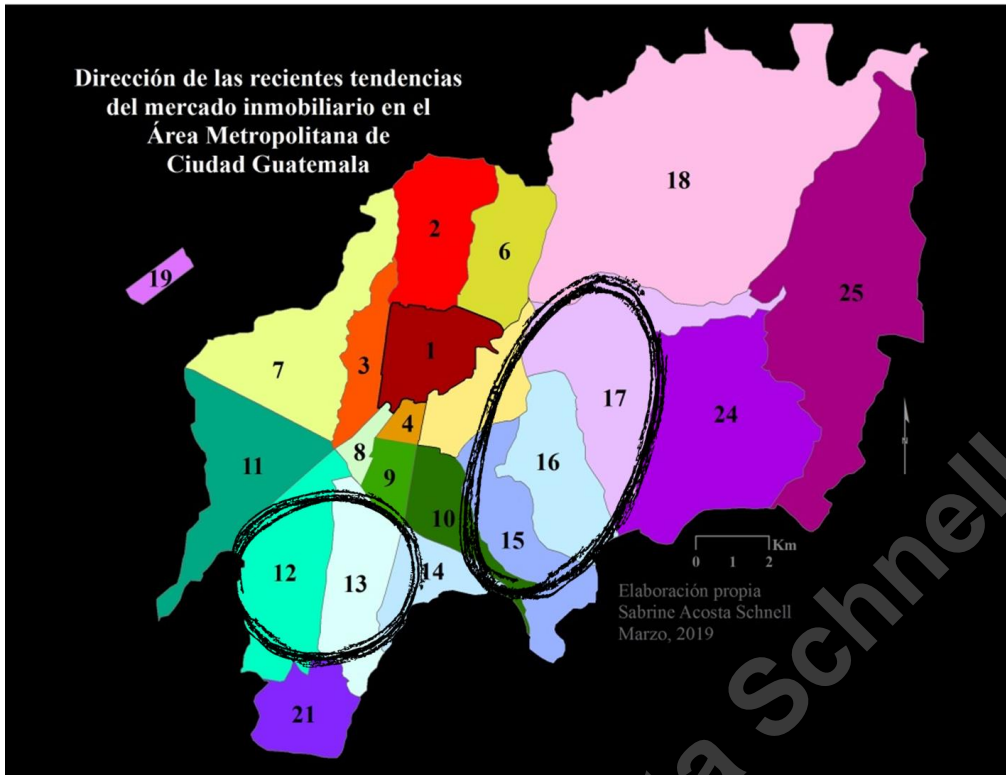 Dirección de las recientes tendencias
del mercado inmobiliario en el
Área Metropolitana de
Ciudad Guatemala
18
2
6
25
19
1
7
3
17
24
4
8
16
11
9
10
15
12
13
14
N
Km
0 1 2
Elaboración propia
Sabrine Acosta Schnell
Marzo, 2019
21
ta Schnell